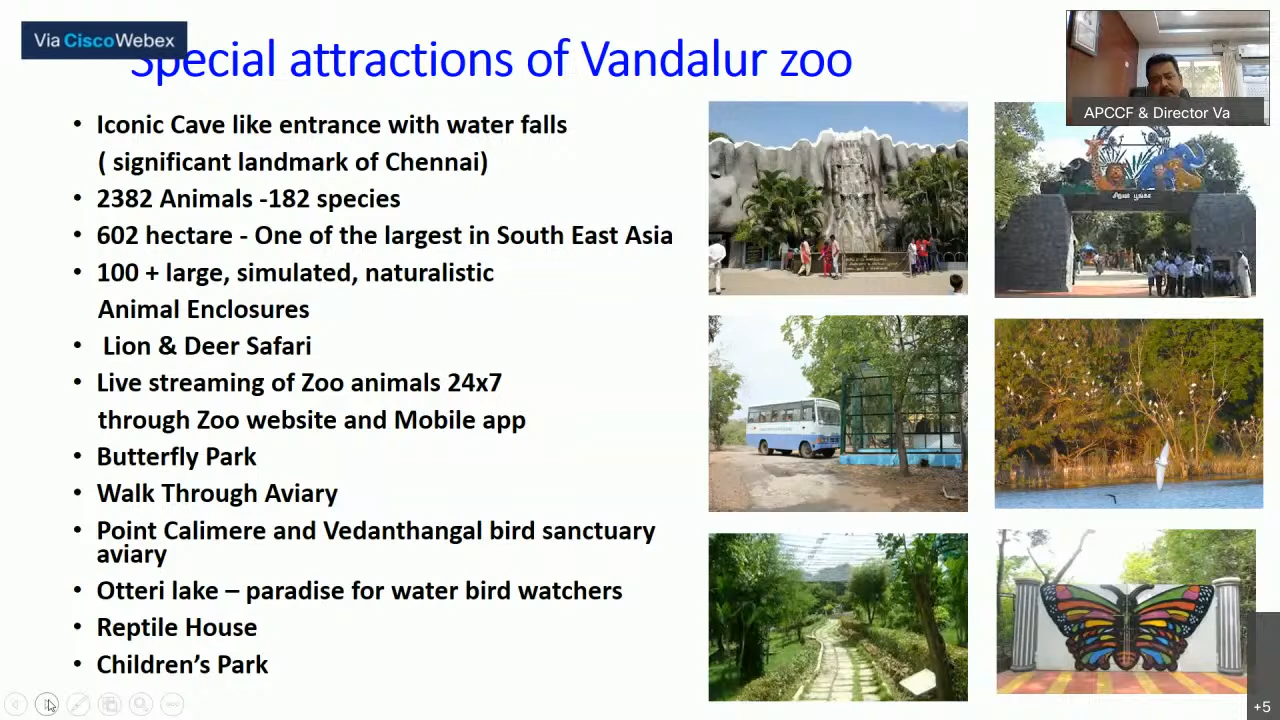 Via Cisco Webex
Special attractions of Vandalur zoo
APCCF & Director Va
• Iconic Cave like entrance with water falls
( significant landmark of Chennai)
• 2382 Animals -182 species
• 602 hectare - One of the largest in South East Asia
• 100 + large, simulated, naturalistic
Animal Enclosures
• Lion & Deer Safari
• Live streaming of Zoo animals 24x7
through Zoo website and Mobile app
• Butterfly Park
• Walk Through Aviary
• Point Calimere and Vedanthangal bird sanctuary
aviary
• Otteri lake – paradise for water bird watchers
• Reptile House
• Children’s Park
சிறுவர் பூங்கா
+5